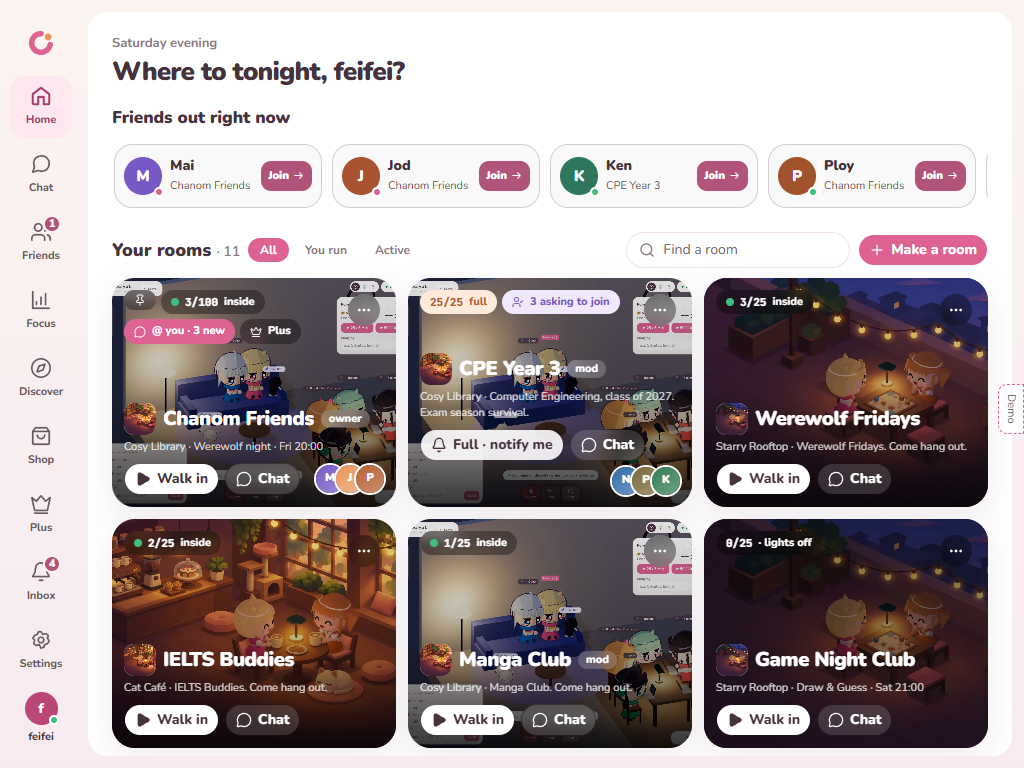 Saturday evening
Where to tonight, feifei?
Friends out right now
M
Mai
Chanom Friends
Join →
J
Jod
Chanom Friends
Join →
K
Ken
CPE Year 3
Join →
P
Ploy
Chanom Friends
Join →
Home
Chat
1
Friends
Focus
Discover
Shop
Plus
4
Inbox
Settings
f
feifei
Your rooms · 11
All
You run
Active
Find a room
+ Make a room
3/100 inside
@ you · 3 new
Plus
Chanom Friends owner
Cosy Library · Werewolf night · Fri 20:00
Walk in
Chat
M J P
25/25 full
3 asking to join
CPE Year 3 mod
Cosy Library · Computer Engineering, class of 2027.
Exam season survival.
Full · notify me
Chat
N P K
3/25 inside
Werewolf Fridays
Starry Rooftop · Werewolf Fridays. Come hang out.
Walk in
Chat
Demo
2/25 inside
IELTS Buddies
Cat Café · IELTS Buddies. Come hang out.
Walk in
Chat
1/25 inside
Manga Club mod
Cosy Library · Manga Club. Come hang out.
Walk in
Chat
0/25 · lights off
Game Night Club
Starry Rooftop · Draw & Guess · Sat 21:00
Walk in
Chat